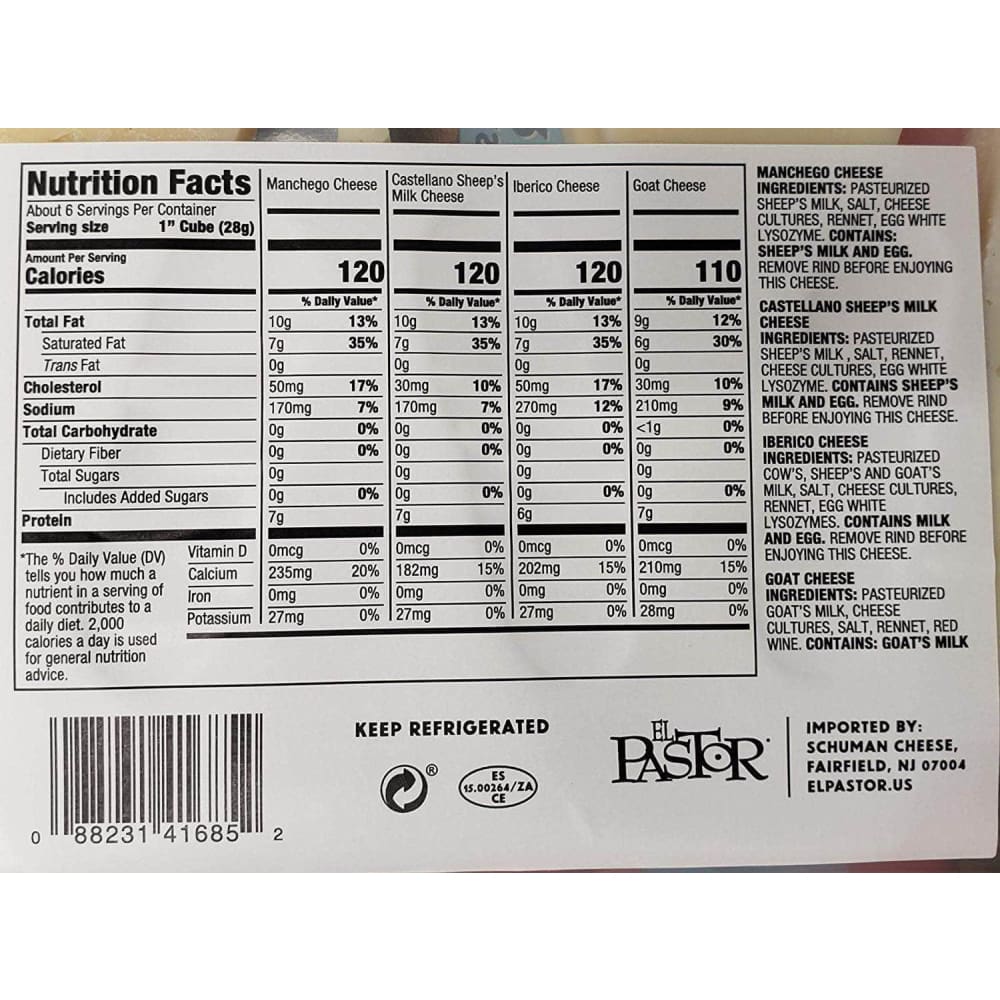 Nutrition Facts
About 6 Servings Per Container
Serving size 1” Cube (28g)
Manchego Cheese
Castellano Sheep's
Milk Cheese
Iberico Cheese
Goat Cheese
Amount Per Serving
Calories 120 120 120 110
% Daily Value* % Daily Value* % Daily Value* % Daily Value*
Total Fat 10g 13% 10g 13% 10g 13% 9g 12%
Saturated Fat 7g 35% 7g 35% 7g 35% 6g 30%
Trans Fat 0g 0g 0g 0g
Cholesterol 50mg 17% 30mg 10% 50mg 17% 30mg 10%
Sodium 170mg 7% 170mg 7% 270mg 12% 210mg 9%
Total Carbohydrate 0g 0% 0g 0% 0g 0% <1g 0%
Dietary Fiber 0g 0% 0g 0% 0g 0% 0g 0%
Total Sugars 0g 0g 0g 0g
Includes Added Sugars 0g 0% 0g 0% 0g 0% 0g 0%
Protein 7g 7g 6g 7g
Vitamin D 0mcg 0% 0mcg 0% 0mcg 0% 0mcg 0%
Calcium 235mg 20% 182mg 15% 202mg 15% 210mg 15%
Iron 0mg 0% 0mg 0% 0mg 0% 0mg 0%
Potassium 27mg 0% 27mg 0% 27mg 0% 28mg 0%
*The % Daily Value (DV)
tells you how much a
nutrient in a serving of
food contributes to a
daily diet. 2,000
calories a day is used
for general nutrition
advice.
MANCHEGO CHEESE
INGREDIENTS: PASTEURIZED
SHEEP'S MILK, SALT, CHEESE
CULTURES, RENNET, EGG WHITE
LYSOZYME. CONTAINS:
SHEEP'S MILK AND EGG.
REMOVE RIND BEFORE ENJOYING
THIS CHEESE.
CASTELLANO SHEEP'S MILK
CHEESE
INGREDIENTS: PASTEURIZED
SHEEP'S MILK , SALT, RENNET,
CHEESE CULTURES, EGG WHITE
LYSOZYME. CONTAINS SHEEP'S
MILK AND EGG. REMOVE RIND
BEFORE ENJOYING THIS CHEESE.
IBERICO CHEESE
INGREDIENTS: PASTEURIZED
COW'S, SHEEP'S AND GOAT'S
MILK, SALT, CHEESE CULTURES,
RENNET, EGG WHITE
LYSOZYMES. CONTAINS MILK
AND EGG. REMOVE RIND BEFORE
ENJOYING THIS CHEESE.
GOAT CHEESE
INGREDIENTS: PASTEURIZED
GOAT'S MILK, CHEESE
CULTURES, SALT, RENNET, RED
WINE. CONTAINS: GOAT'S MILK
0 88231 41685 2
KEEP REFRIGERATED
®
ES
15.00264/ZA
CE
EL
PASTOR
IMPORTED BY:
SCHUMAN CHEESE,
FAIRFIELD, NJ 07004
ELPASTOR.US